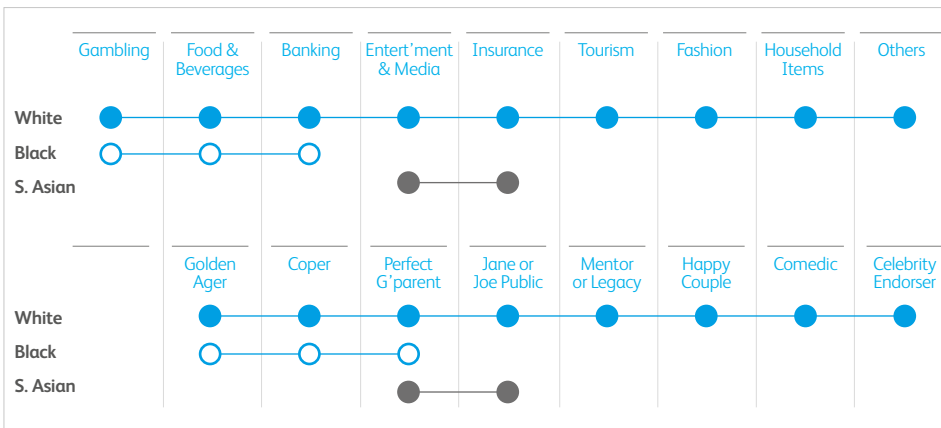 Gambling Food & Banking Entert’ment Insurance Tourism Fashion Household Others
Beverages & Media Items
White
Black
S. Asian
Golden Coper Perfect Jane or Mentor Happy Comedic Celebrity
Ager G’parent Joe Public or Legacy Couple Endorser
White
Black
S. Asian